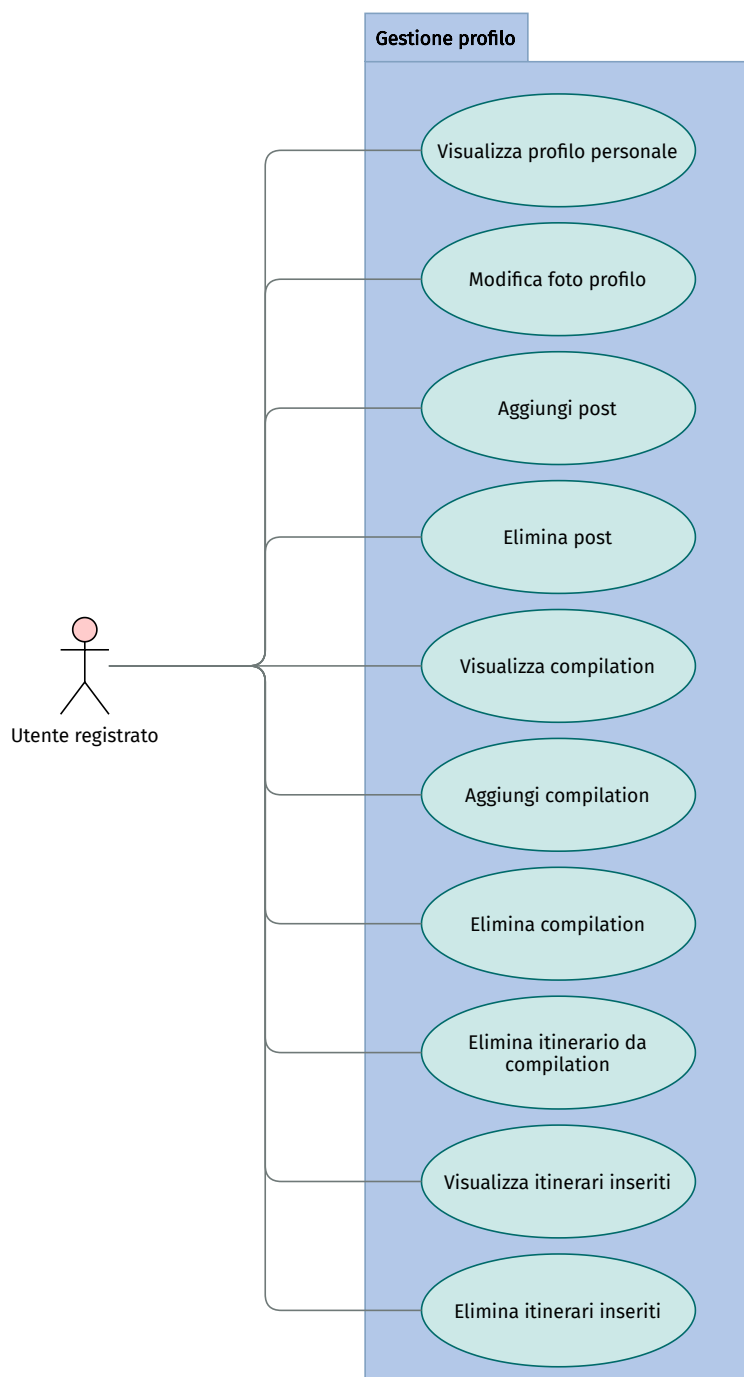 Gestione profilo
Visualizza profilo personale
Modifica foto profilo
Aggiungi post
Elimina post
Visualizza compilation
Utente registrato
Aggiungi compilation
Elimina compilation
Elimina itinerario da
compilation
Visualizza itinerari inseriti
Elimina itinerari inseriti